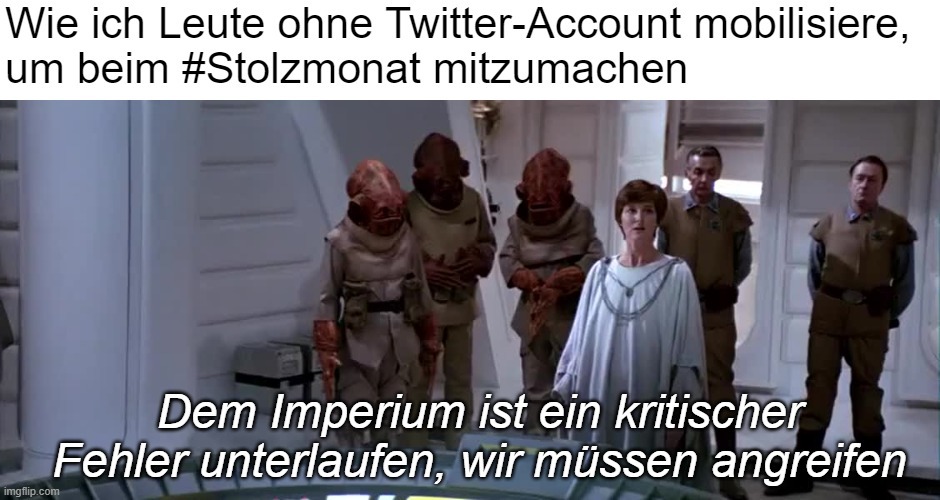 Wie ich Leute ohne Twitter-Account mobilisiere,
um beim #Stolzmonat mitzumachen
Dem Imperium ist ein kritischer
Fehler unterlaufen, wir müssen angreifen
imgflip.com